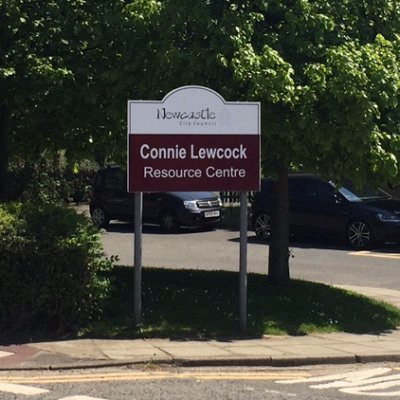 Newcastle
City Council
Connie Lewcock
Resource Centre